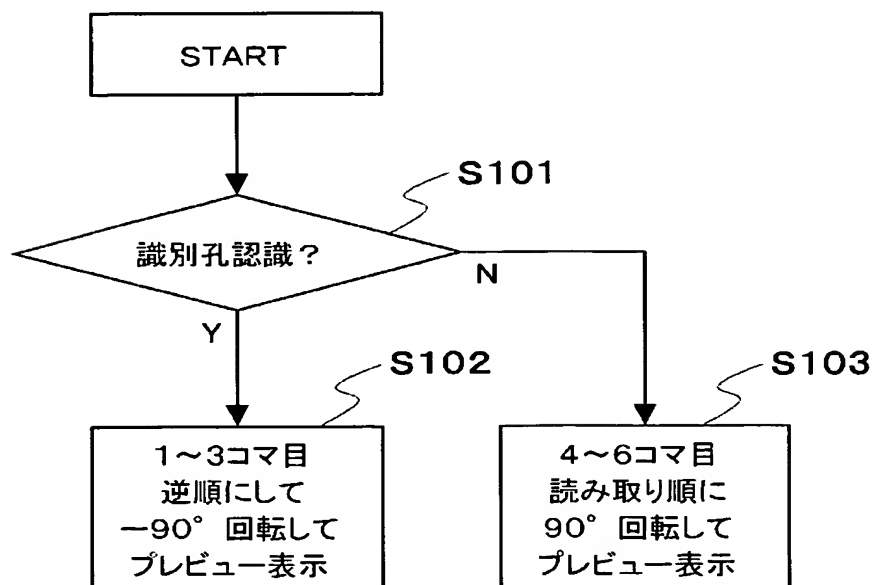 START
S101
識別孔認識？
N
Y
S102
S103
1～3コマ目
逆順にして
－90°回転して
プレビュー表示
4～6コマ目
読み取り順に
90°回転して
プレビュー表示